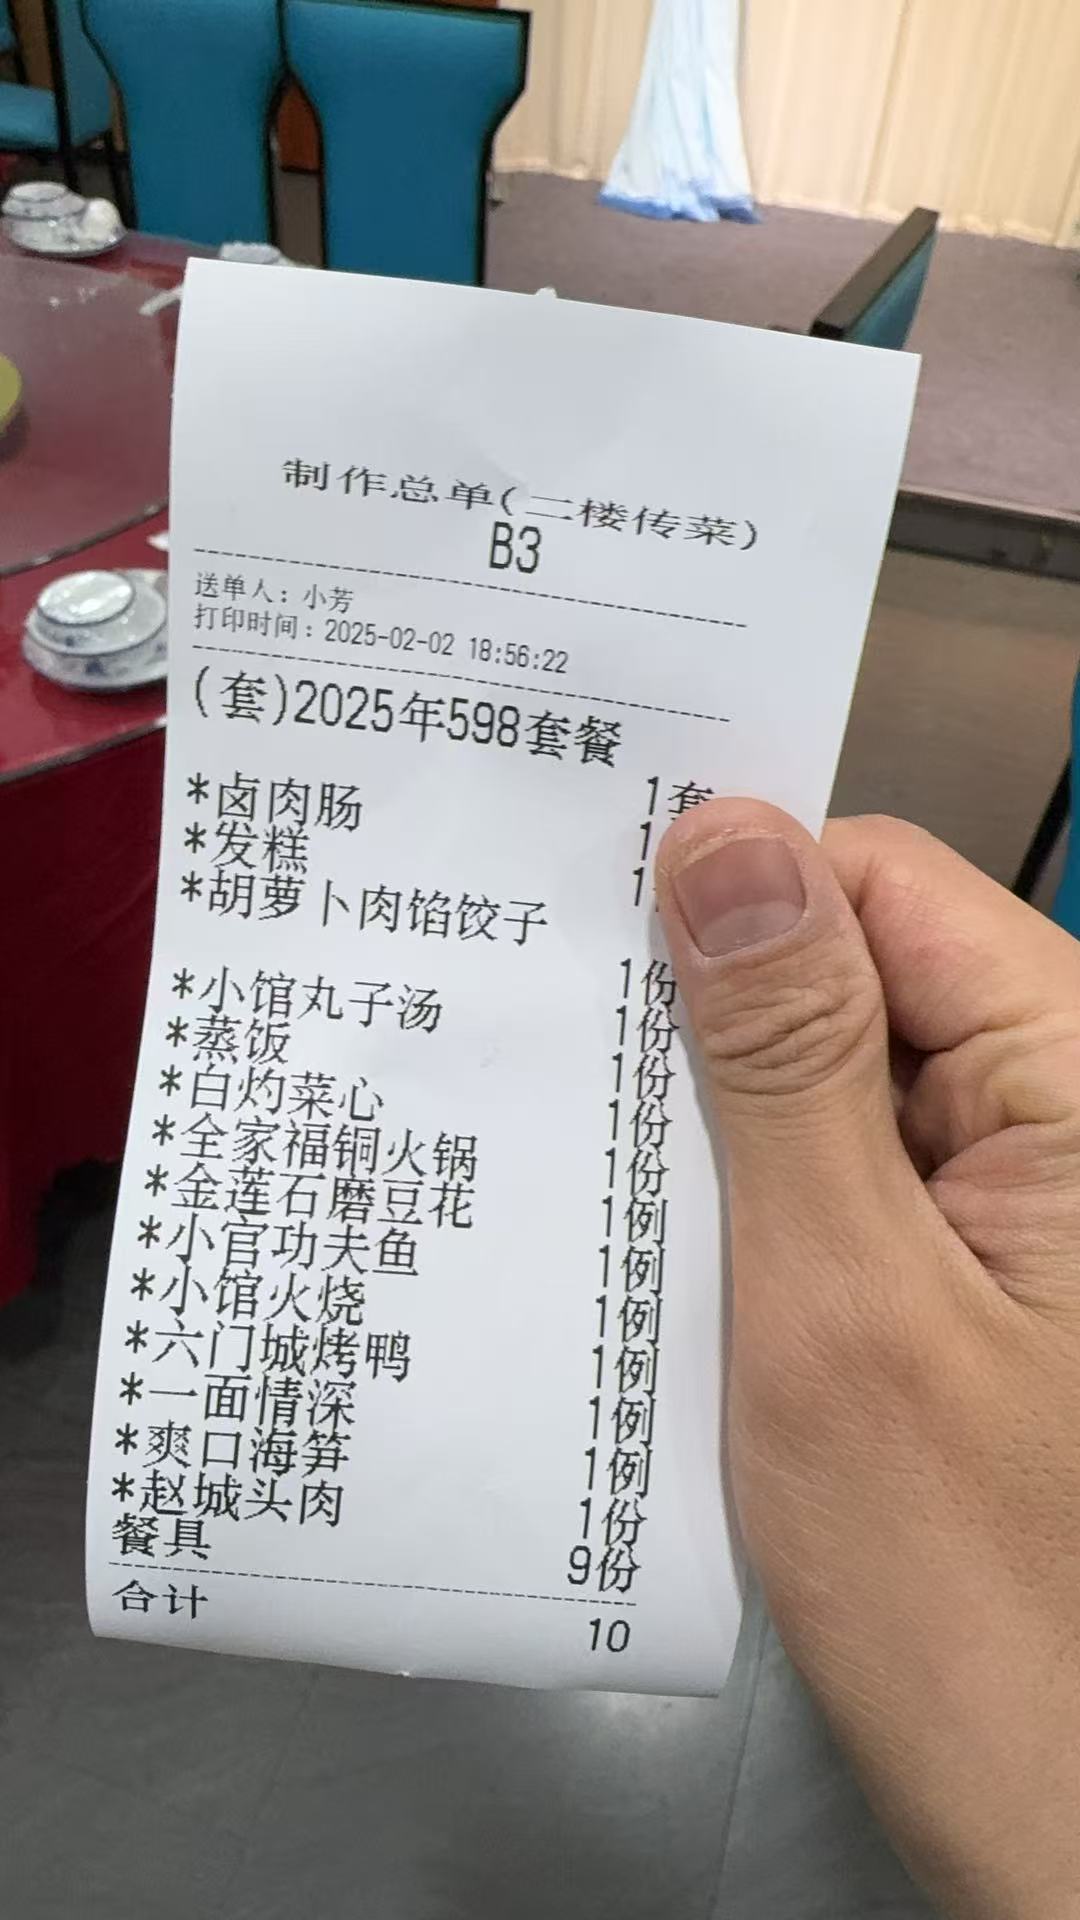 制作总单(二楼传菜)
B3
送单人：小芳
打印时间：2025-02-02 18:56:22
(套)2025年598套餐
1套
*卤肉肠 1
*发糕 1
*胡萝卜肉馅饺子
1份
*小馆丸子汤 1份
*蒸饭 1份
*白灼菜心 1份
*全家福铜火锅 1份
*金莲石磨豆花 1例
*小官功夫鱼 1例
*小馆火烧 1例
*六门城烤鸭 1例
*一面情深 1例
*爽口海笋 1例
*赵城头肉 1份
餐具 9份
合计 10